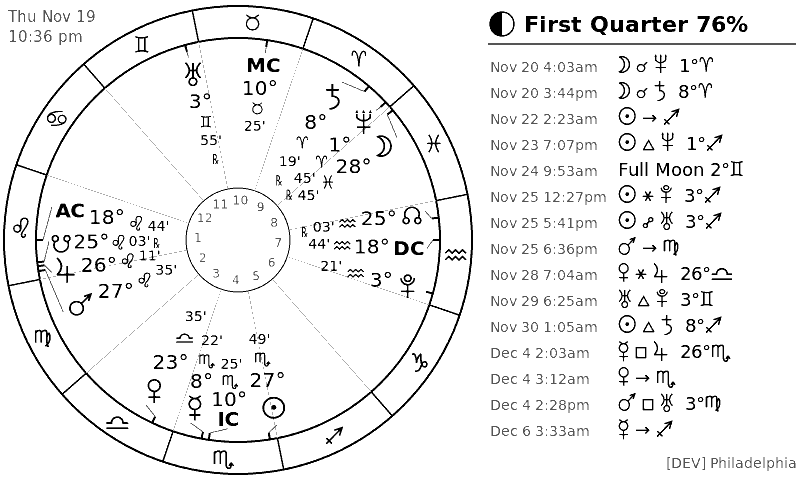 Thu Nov 19
10:36 pm
♊ ♉ ♈
♅ MC ♄
3° 10° 8° ♆
♊ ♉ ♈ 1° ☽
55' 25' 19' ♈ 28° ♓
℞ ℞ 45' ♓
℞ 45'
♋
11 10 9
12 8
1 7
2 6
3 4 5
♌ AC 18° ♌ 44'
☋ 25° ♌ 03' ℞
♃ 26° ♌ 11'
♂ 27° ♌ 35'
℞ 03' ♒ 25° ☊
44' ♒ 18° DC ♒
21' ♒ 3° ♇
♍ ♑
35'
♎ 22' 49'
23° ♏ 25' ♏
♀ 8° ♏ 27°
☿ 10° ☉
IC
♎ ♏ ♐
First Quarter 76%
Nov 20 4:03am ☽ ☌ ♆ 1°♈
Nov 20 3:44pm ☽ ☌ ♄ 8°♈
Nov 22 2:23am ☉ → ♐
Nov 23 7:07pm ☉ △ ♆ 1°♐
Nov 24 9:53am Full Moon 2°♊
Nov 25 12:27pm ☉ ⚹ ♇ 3°♐
Nov 25 5:41pm ☉ ☍ ♅ 3°♐
Nov 25 6:36pm ♂ → ♍
Nov 28 7:04am ♀ ⚹ ♃ 26°♎
Nov 29 6:25am ♅ △ ♇ 3°♊
Nov 30 1:05am ☉ △ ♄ 8°♐
Dec 4 2:03am ☿ □ ♃ 26°♏
Dec 4 3:12am ♀ → ♏
Dec 4 2:28pm ♂ □ ♅ 3°♍
Dec 6 3:33am ☿ → ♐
[DEV] Philadelphia